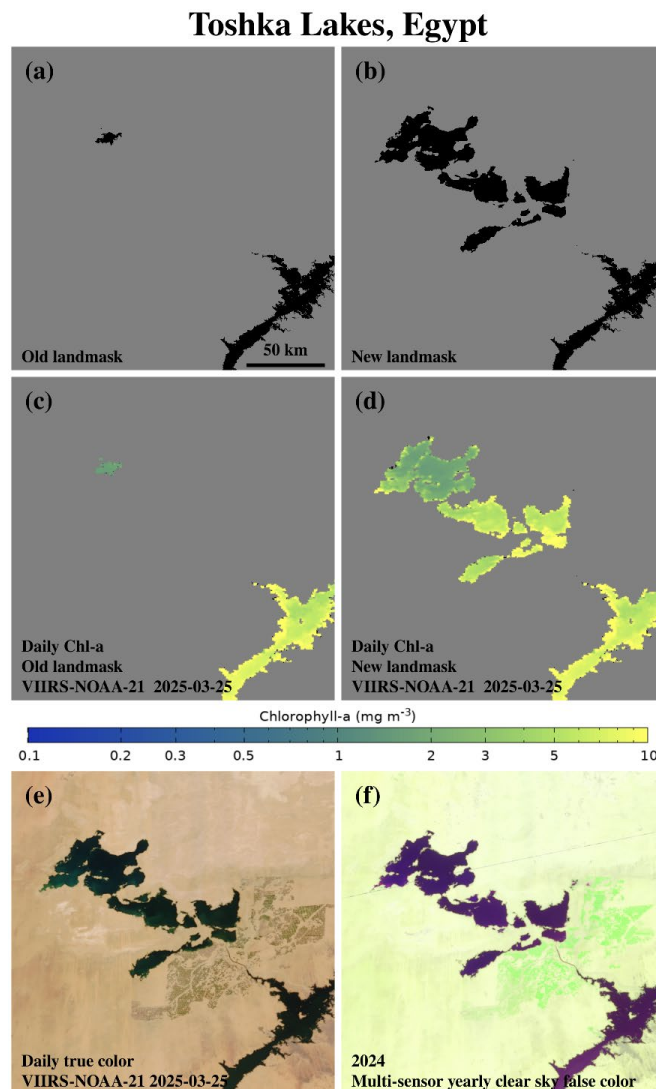 Toshka Lakes, Egypt
(a)
Old landmask
50 km
(b)
New landmask
(c)
Daily Chl-a
Old landmask
VIIRS-NOAA-21 2025-03-25
(d)
Daily Chl-a
New landmask
VIIRS-NOAA-21 2025-03-25
Chlorophyll-a (mg m⁻³)
0.1 0.2 0.3 0.5 1 2 3 5 10
(e)
Daily true color
VIIRS-NOAA-21 2025-03-25
(f)
2024
Multi-sensor yearly clear sky false color